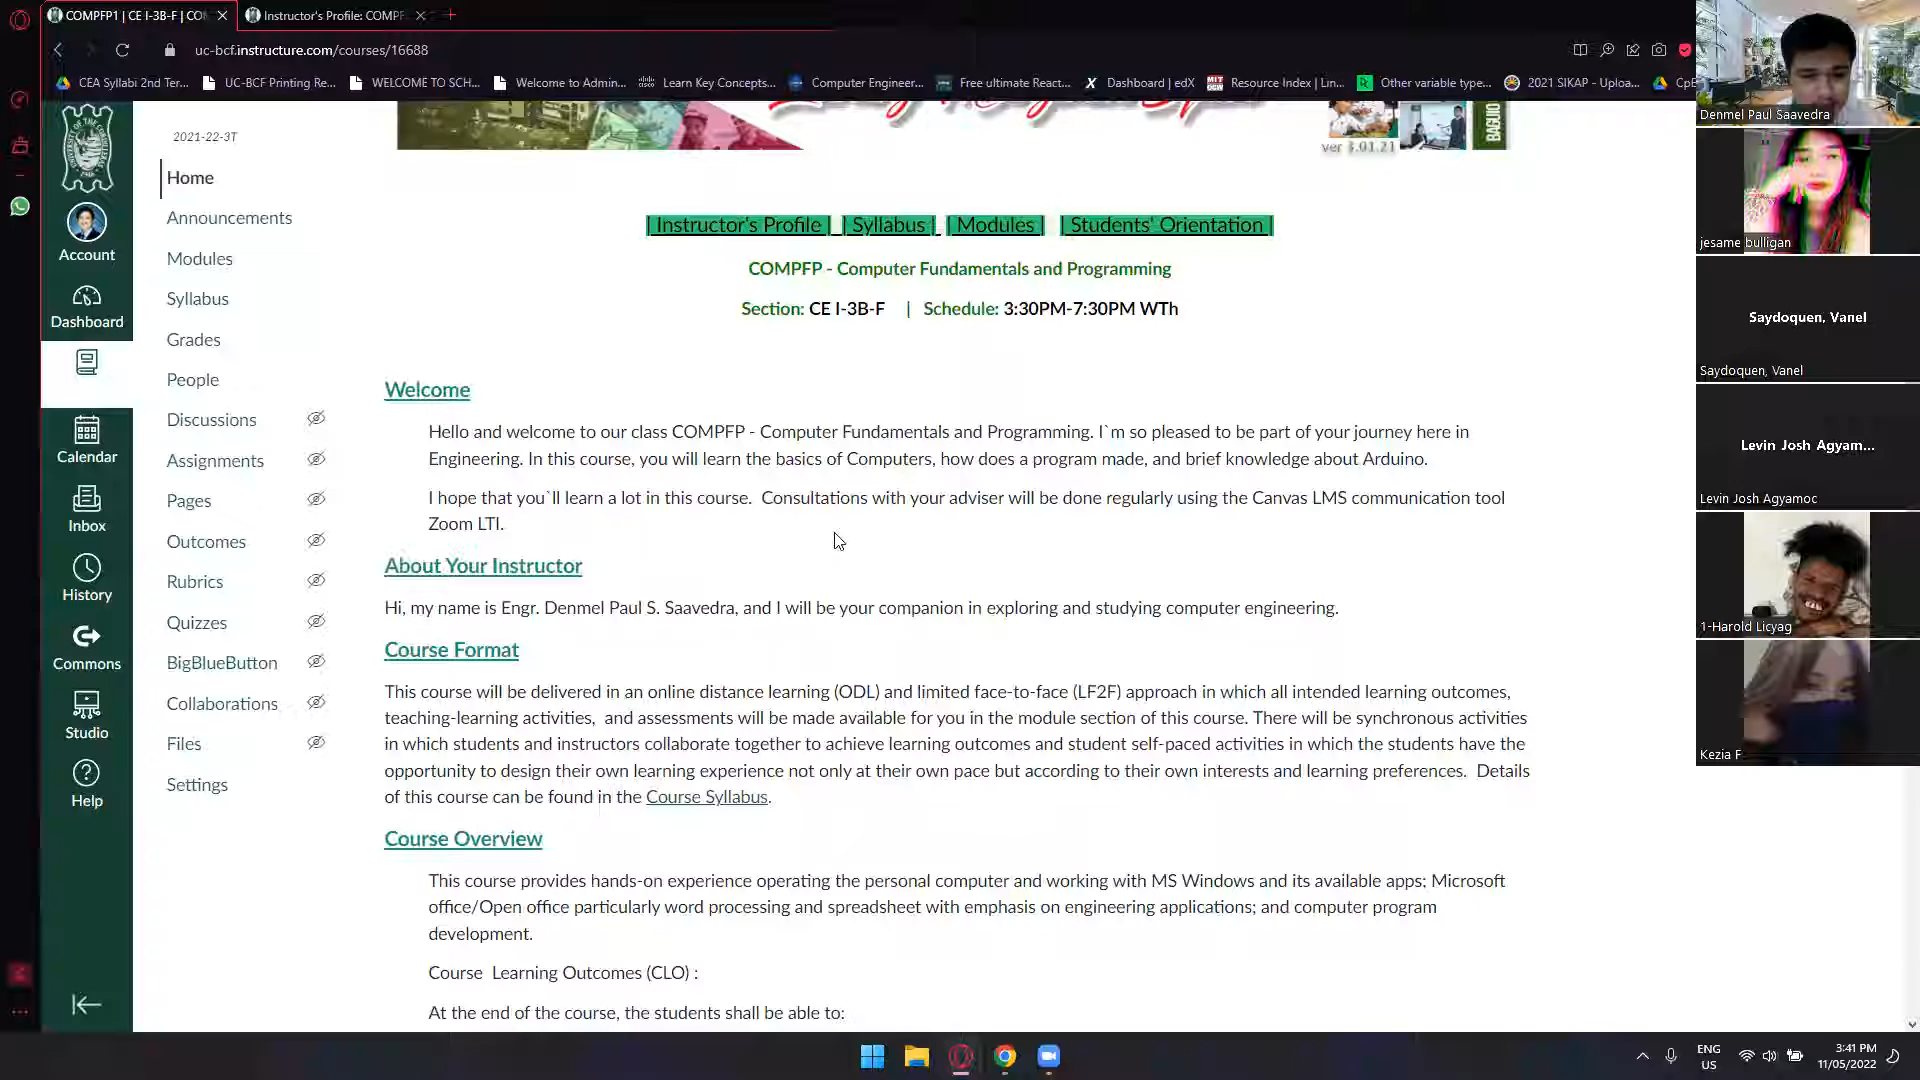 COMPFP1 | CE I-3B-F | CO
Instructor's Profile: COMPF
uc-bcf.instructure.com/courses/16688
CEA Syllabi 2nd Ter...
UC-BCF Printing Re...
WELCOME TO SCH...
Welcome to Admin...
Learn Key Concepts...
Computer Engineer...
Free ultimate React...
Dashboard | edX
Resource Index | Lin...
Other variable type...
2021 SIKAP - Uploa...
CpE
Account
Dashboard
Calendar
Inbox
History
Commons
Studio
Help
2021-22-3T
Home
Announcements
Modules
Syllabus
Grades
People
Discussions
Assignments
Pages
Outcomes
Rubrics
Quizzes
BigBlueButton
Collaborations
Files
Settings
ver 3.01.21
BAGUIO
| Instructor's Profile | | Syllabus | | Modules | | Students' Orientation |
COMPFP - Computer Fundamentals and Programming
Section: CE I-3B-F | Schedule: 3:30PM-7:30PM WTh
Welcome
Hello and welcome to our class COMPFP - Computer Fundamentals and Programming. I`m so pleased to be part of your journey here in
Engineering. In this course, you will learn the basics of Computers, how does a program made, and brief knowledge about Arduino.
I hope that you`ll learn a lot in this course. Consultations with your adviser will be done regularly using the Canvas LMS communication tool
Zoom LTI.
About Your Instructor
Hi, my name is Engr. Denmel Paul S. Saavedra, and I will be your companion in exploring and studying computer engineering.
Course Format
This course will be delivered in an online distance learning (ODL) and limited face-to-face (LF2F) approach in which all intended learning outcomes,
teaching-learning activities, and assessments will be made available for you in the module section of this course. There will be synchronous activities
in which students and instructors collaborate together to achieve learning outcomes and student self-paced activities in which the students have the
opportunity to design their own learning experience not only at their own pace but according to their own interests and learning preferences. Details
of this course can be found in the Course Syllabus.
Course Overview
This course provides hands-on experience operating the personal computer and working with MS Windows and its available apps; Microsoft
office/Open office particularly word processing and spreadsheet with emphasis on engineering applications; and computer program
development.
Course Learning Outcomes (CLO) :
At the end of the course, the students shall be able to:
Denmel Paul Saavedra
jesame bulligan
Saydoquen, Vanel
Saydoquen, Vanel
Levin Josh Agyam...
Levin Josh Agyamoc
1-Harold Licyag
Kezia F
ENG
US
3:41 PM
11/05/2022